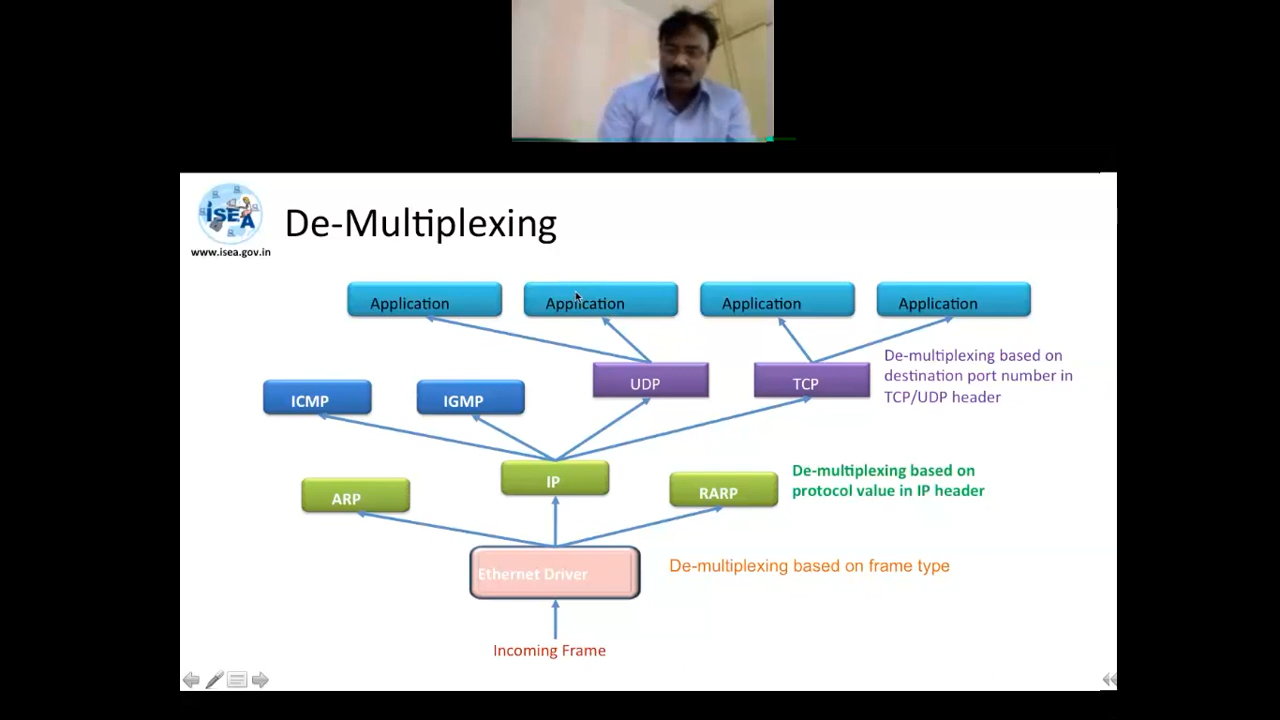 iSEA
www.isea.gov.in
De-Multiplexing
Application
Application
Application
Application
UDP
TCP
De-multiplexing based on
destination port number in
TCP/UDP header
ICMP
IGMP
IP
De-multiplexing based on
protocol value in IP header
ARP
RARP
Ethernet Driver
De-multiplexing based on frame type
Incoming Frame